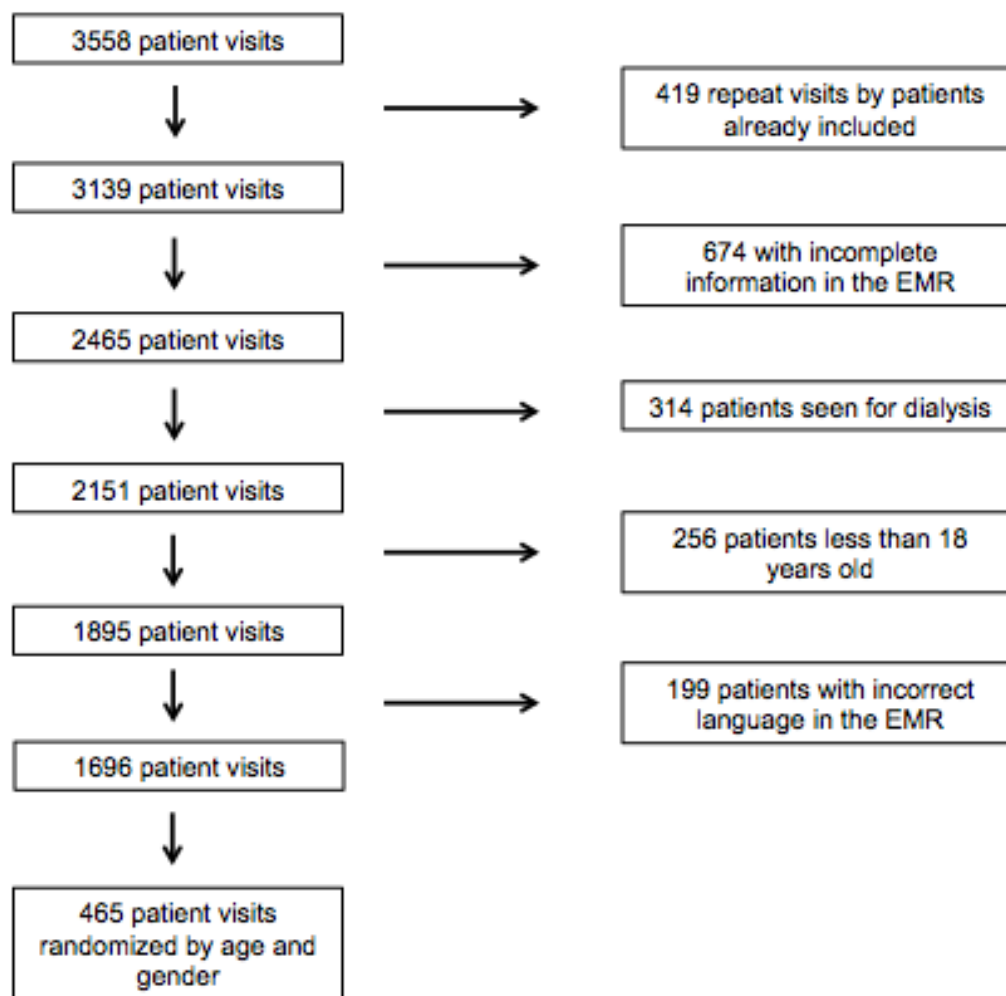 3558 patient visits
419 repeat visits by patients
already included
3139 patient visits
674 with incomplete
information in the EMR
2465 patient visits
314 patients seen for dialysis
2151 patient visits
256 patients less than 18
years old
1895 patient visits
199 patients with incorrect
language in the EMR
1696 patient visits
465 patient visits
randomized by age and
gender